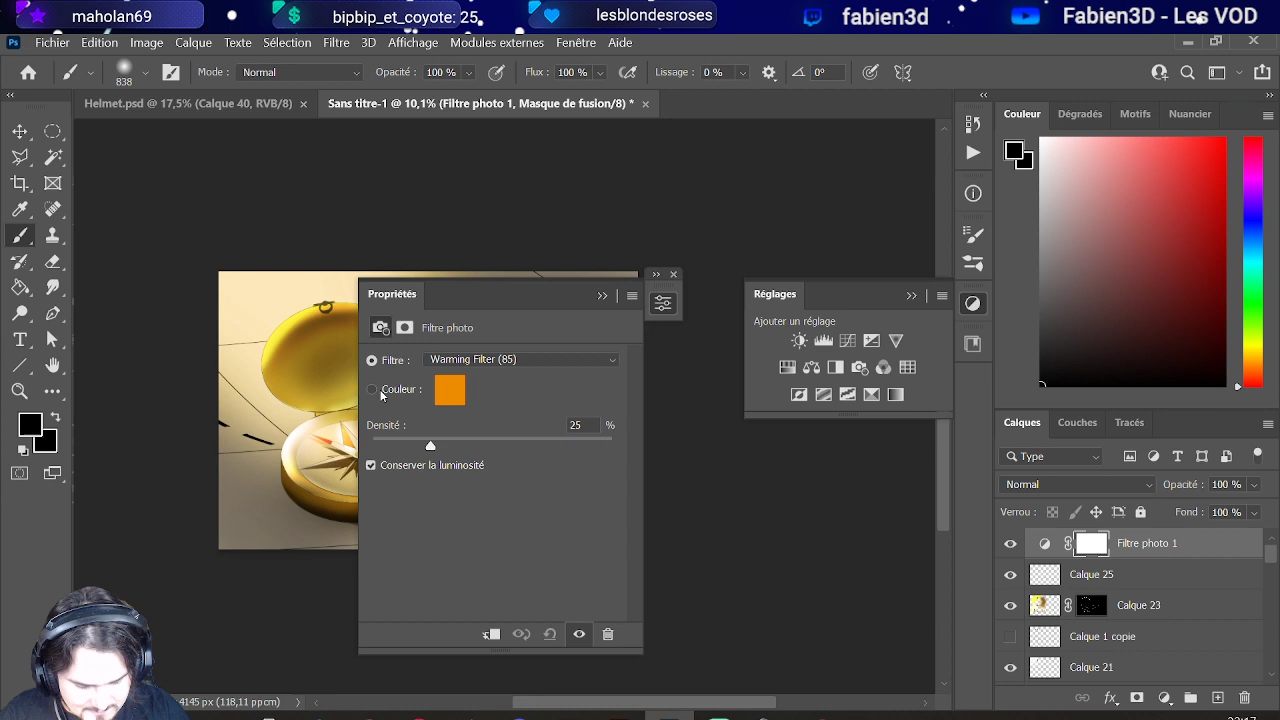 maholan69
bipbip_et_coyote: 25
lesblondesroses
fabien3d
Fabien3D - Les VOD
Ps
Fichier Edition Image Calque Texte Sélection Filtre 3D Affichage Modules externes Fenêtre Aide
838
Mode : Normal Opacité : 100 % Flux : 100 % Lissage : 0 % 0°
Helmet.psd @ 17,5% (Calque 40, RVB/8)
Sans titre-1 @ 10,1% (Filtre photo 1, Masque de fusion/8) *
Couleur Dégradés Motifs Nuancier
Propriétés
Filtre photo
Filtre : Warming Filter (85)
Couleur :
Densité : 25 %
Conserver la luminosité
Réglages
Ajouter un réglage
Calques Couches Tracés
Type
Normal Opacité : 100 %
Verrou : Fond : 100 %
Filtre photo 1
Calque 25
Calque 23
Calque 1 copie
Calque 21
4145 px (118,11 ppcm)